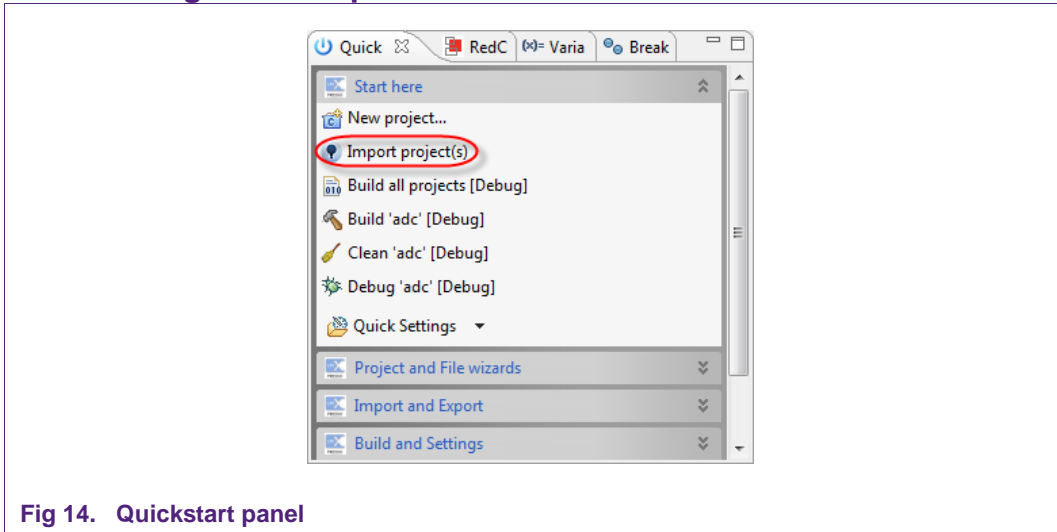 Quick RedC (x)= Varia Break
Start here
New project...
Import project(s)
010 Build all projects [Debug]
Build 'adc' [Debug]
Clean 'adc' [Debug]
Debug 'adc' [Debug]
Quick Settings
Project and File wizards
Import and Export
Build and Settings
Fig 14. Quickstart panel